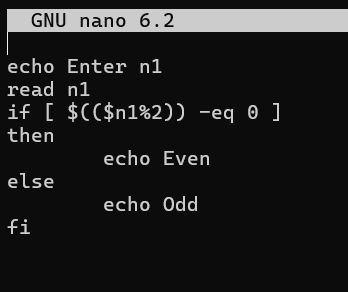 GNU nano 6.2
echo Enter n1
read n1
if [ $(($n1%2)) -eq 0 ]
then
        echo Even
else
        echo Odd
fi